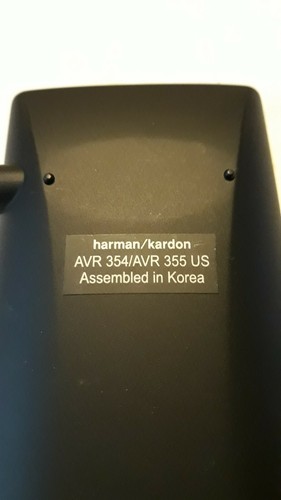 harman/kardon
AVR 354/AVR 355 US
Assembled in Korea